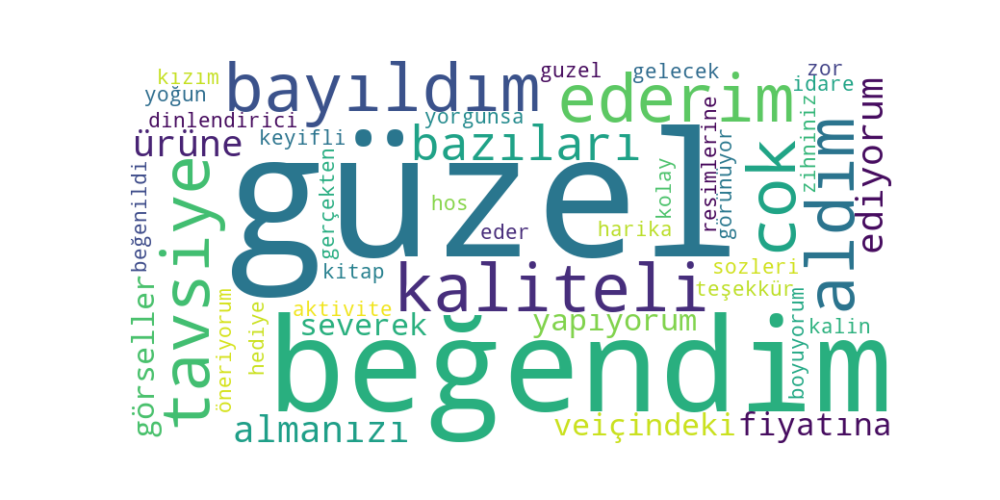 kızım
bayıldım
guzel
gelecek
zor
yoğun
ederim
idare
dinlendirici
yorgunsa
ürüne
keyifli
bazıları
güzel
cok
aldım
ediyorum
zihniniz
resimlerine
görünüyor
kolay
gerçekten
beğenildi
tavsiye
hos
eder
harika
kitap
kaliteli
sozleri
teşekkür
görseller
öneriyorum
hediye
aktivite
severek
yapıyorum
boyuyorum
kalin
beğendim
almanızı
veiçindeki
fiyatına